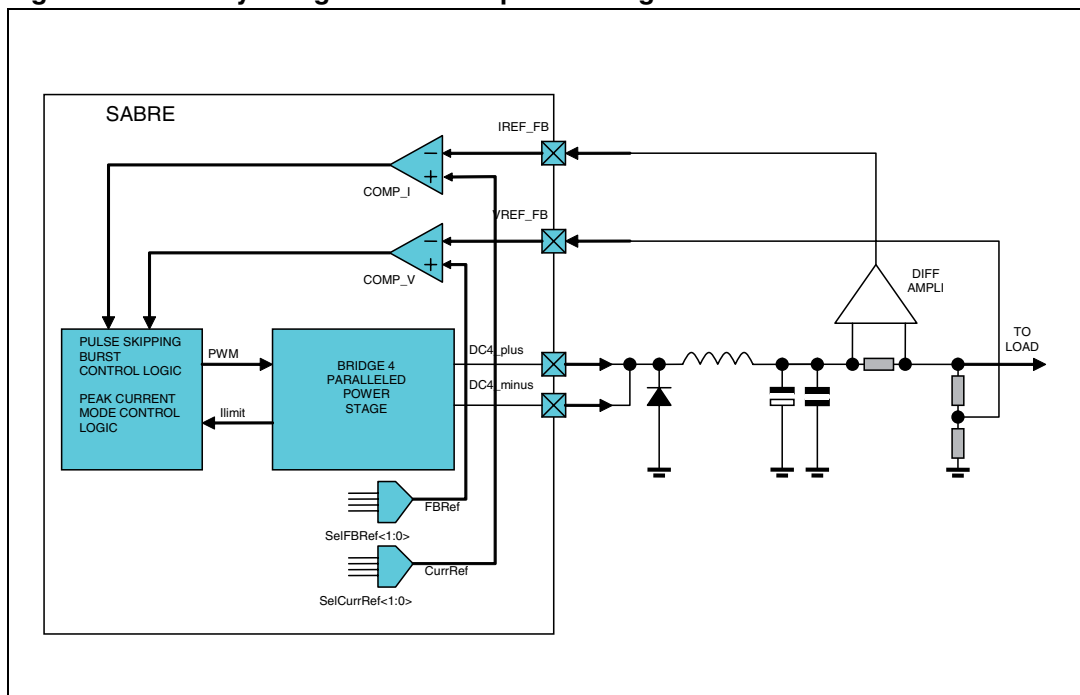 SABRE
IREF_FB
COMP_I
VREF_FB
COMP_V
DIFF
AMPLI
TO
LOAD
PULSE SKIPPING
BURST
CONTROL LOGIC
PEAK CURRENT
MODE CONTROL
LOGIC
PWM
Ilimit
BRIDGE 4
PARALLELED
POWER
STAGE
DC4_plus
DC4_minus
FBRef
SelFBRef<1:0>
CurrRef
SelCurrRef<1:0>